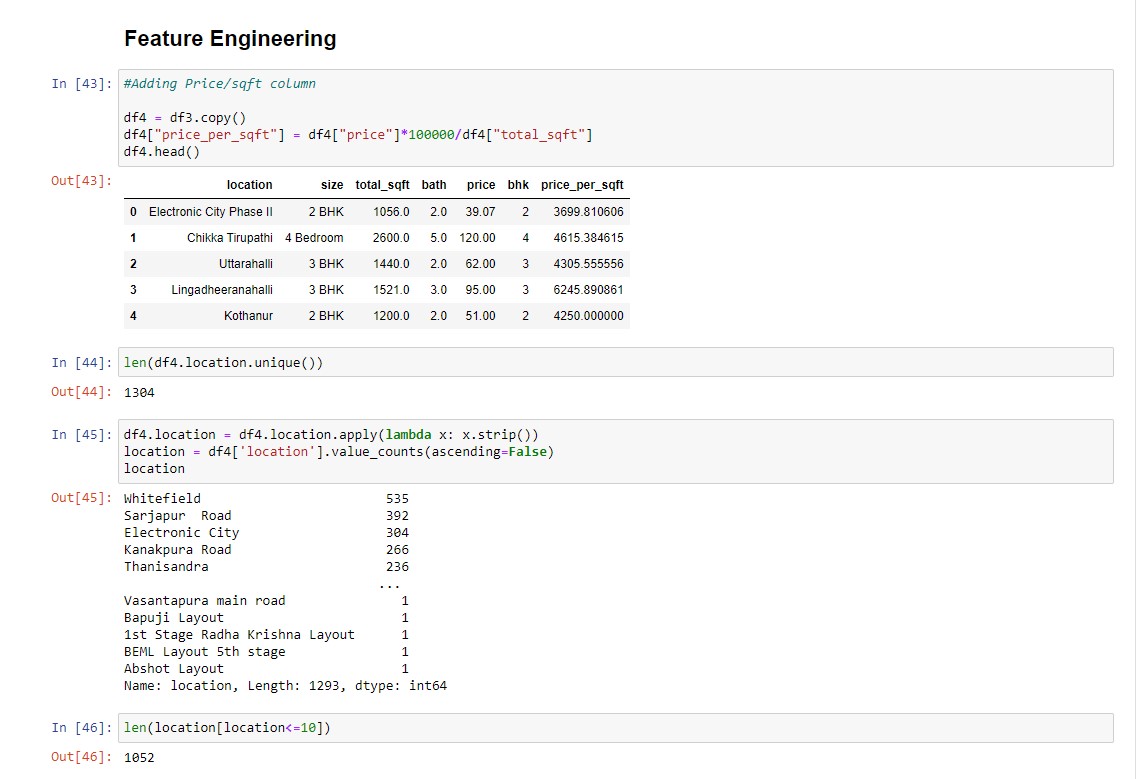 Feature Engineering
In [43]: #Adding Price/sqft column
df4 = df3.copy()
df4["price_per_sqft"] = df4["price"]*100000/df4["total_sqft"]
df4.head()
Out[43]:
location size total_sqft bath price bhk price_per_sqft
0 Electronic City Phase II 2 BHK 1056.0 2.0 39.07 2 3699.810606
1 Chikka Tirupathi 4 Bedroom 2600.0 5.0 120.00 4 4615.384615
2 Uttarahalli 3 BHK 1440.0 2.0 62.00 3 4305.555556
3 Lingadheeranahalli 3 BHK 1521.0 3.0 95.00 3 6245.890861
4 Kothanur 2 BHK 1200.0 2.0 51.00 2 4250.000000
In [44]: len(df4.location.unique())
Out[44]: 1304
In [45]: df4.location = df4.location.apply(lambda x: x.strip())
location = df4['location'].value_counts(ascending=False)
location
Out[45]: Whitefield 535
Sarjapur  Road 392
Electronic City 304
Kanakpura Road 266
Thanisandra 236
...
Vasantapura main road 1
Bapuji Layout 1
1st Stage Radha Krishna Layout 1
BEML Layout 5th stage 1
Abshot Layout 1
Name: location, Length: 1293, dtype: int64
In [46]: len(location[location<=10])
Out[46]: 1052